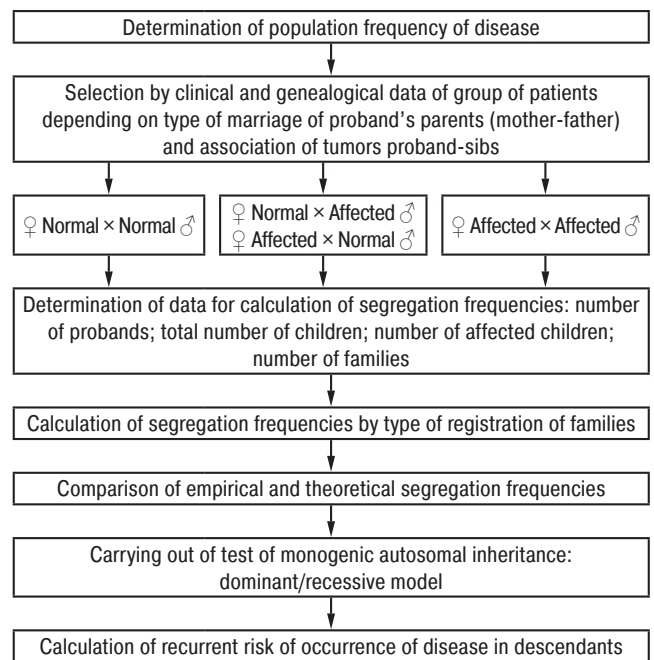 Determination of population frequency of disease
Selection by clinical and genealogical data of group of patients
depending on type of marriage of proband's parents (mother-father)
and association of tumors proband-sibs
♀ Normal × Normal ♂
♀ Normal × Affected ♂
♀ Affected × Normal ♂
♀ Affected × Affected ♂
Determination of data for calculation of segregation frequencies: number
of probands; total number of children; number of affected children;
number of families
Calculation of segregation frequencies by type of registration of families
Comparison of empirical and theoretical segregation frequencies
Carrying out of test of monogenic autosomal inheritance:
dominant/recessive model
Calculation of recurrent risk of occurrence of disease in descendants